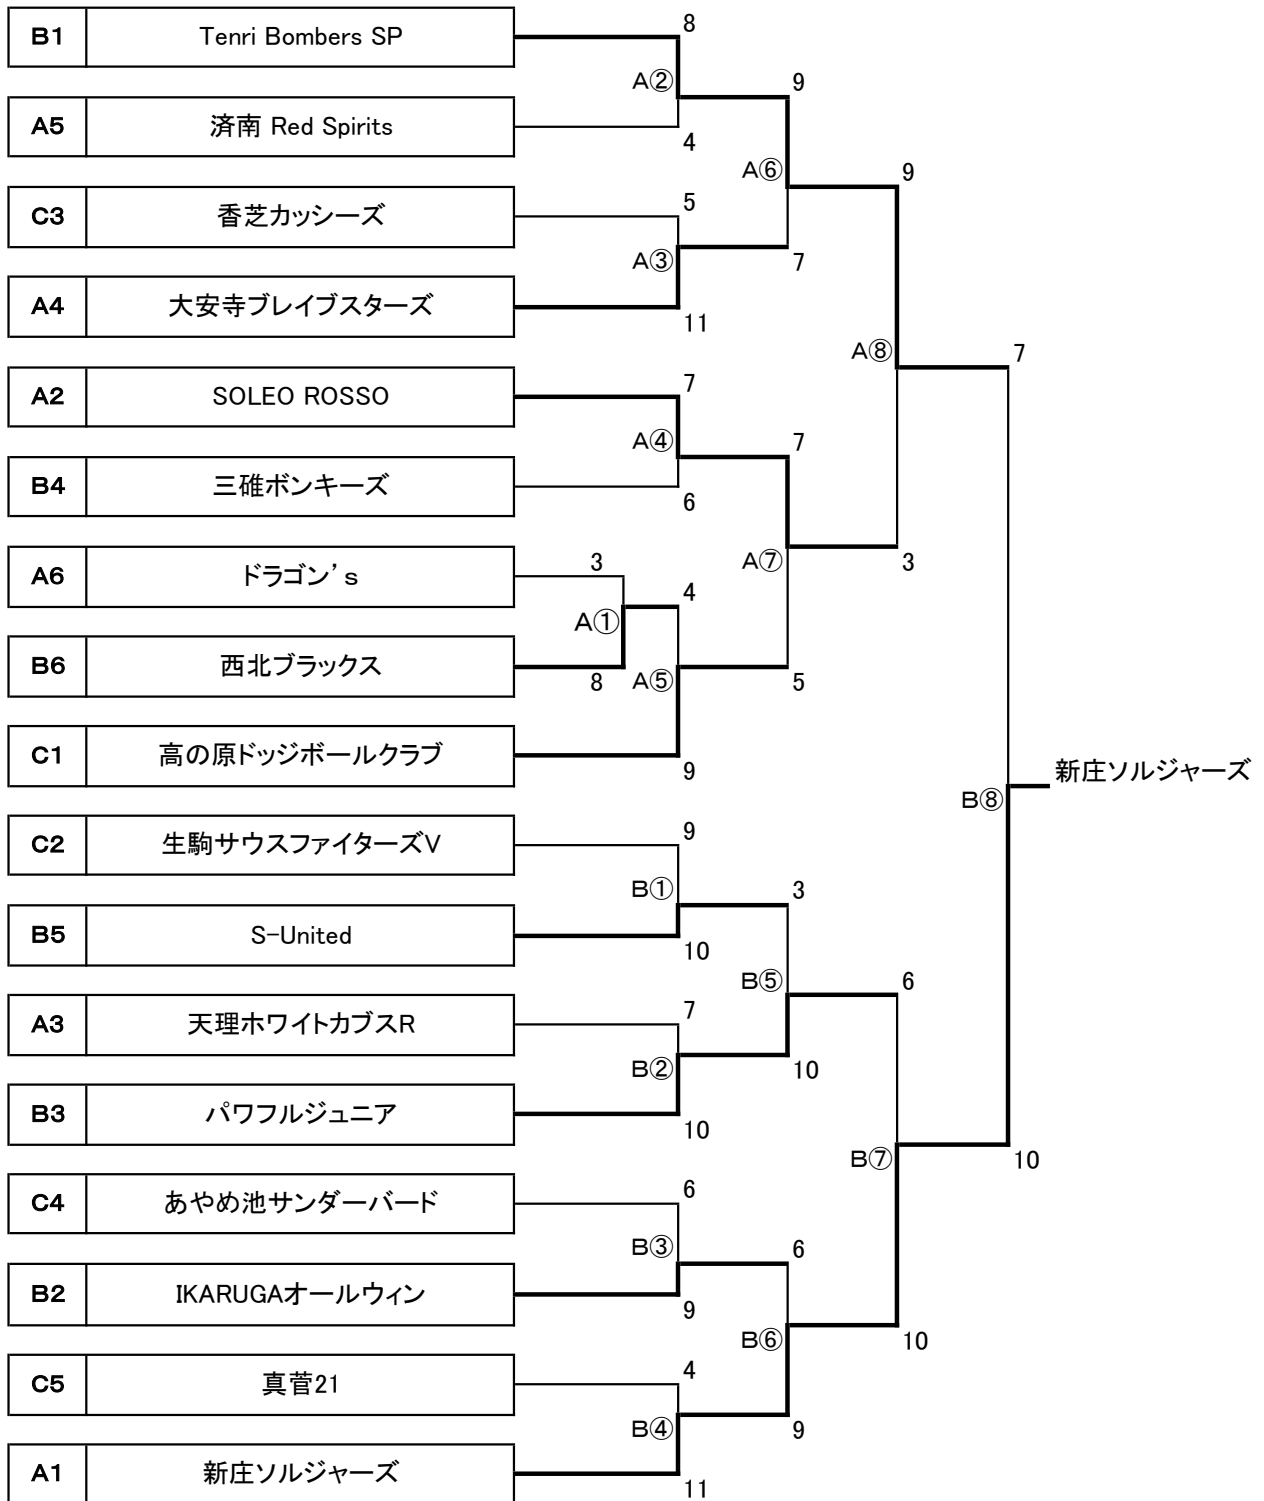 B1 Tenri Bombers SP
8
A②
9
A5 済南 Red Spirits
4
A⑥
9
C3 香芝カッシーズ
5
A③
7
A4 大安寺ブレイブスターズ
11
A⑧
7
A2 SOLEO ROSSO
7
A④
7
B4 三碓ボンキーズ
6
A⑦
3
A6 ドラゴン’s
3
A①
4
B6 西北ブラックス
8
A⑤
5
C1 高の原ドッジボールクラブ
9
新庄ソルジャーズ
B⑧
C2 生駒サウスファイターズV
9
B①
3
B5 S-United
10
B⑤
6
A3 天理ホワイトカブスR
7
B②
10
B3 パワフルジュニア
10
B⑦
10
C4 あやめ池サンダーバード
6
B③
6
B2 IKARUGAオールウィン
9
B⑥
10
C5 真菅21
4
B④
9
A1 新庄ソルジャーズ
11